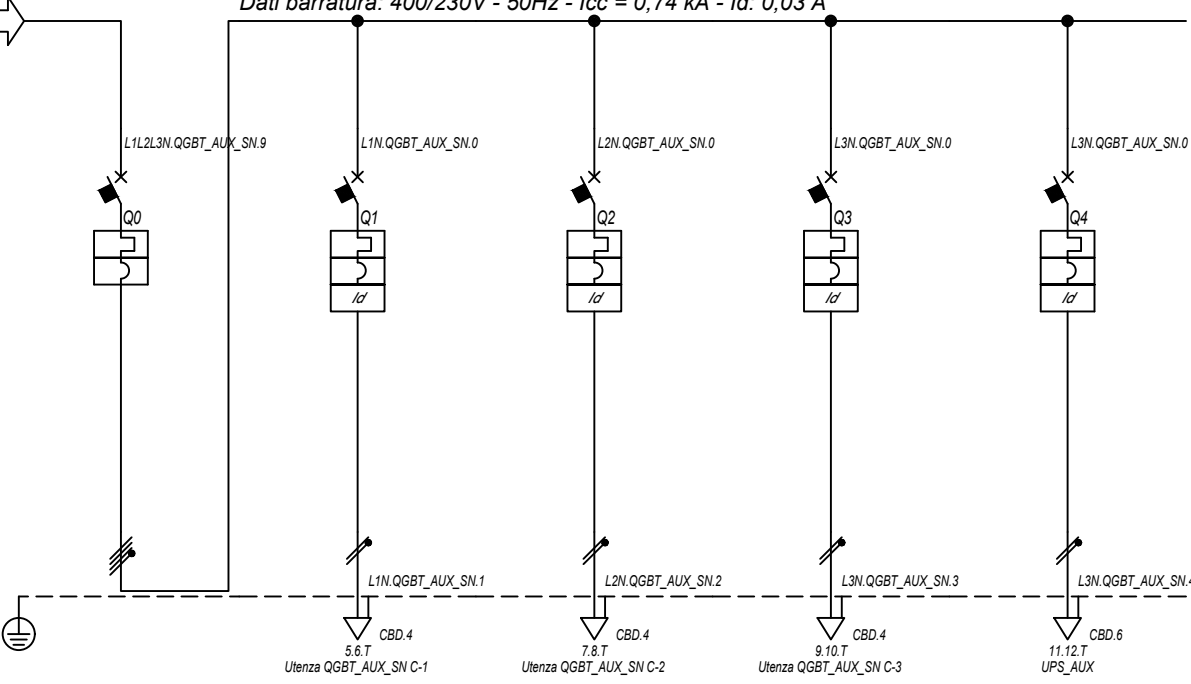 Dati barratura: 400/230V - 50Hz - Icc = 0,74 kA - Id: 0,03 A
L1L2L3N.QGBT_AUX_SN.9
L1N.QGBT_AUX_SN.0
L2N.QGBT_AUX_SN.0
L3N.QGBT_AUX_SN.0
L3N.QGBT_AUX_SN.0
Q0
Q1
Q2
Q3
Q4
Id
Id
Id
Id
L1N.QGBT_AUX_SN.1
L2N.QGBT_AUX_SN.2
L3N.QGBT_AUX_SN.3
L3N.QGBT_AUX_SN.4
CBD.4
CBD.4
CBD.4
CBD.6
5.6.T
7.8.T
9.10.T
11.12.T
Utenza QGBT_AUX_SN C-1
Utenza QGBT_AUX_SN C-2
Utenza QGBT_AUX_SN C-3
UPS_AUX